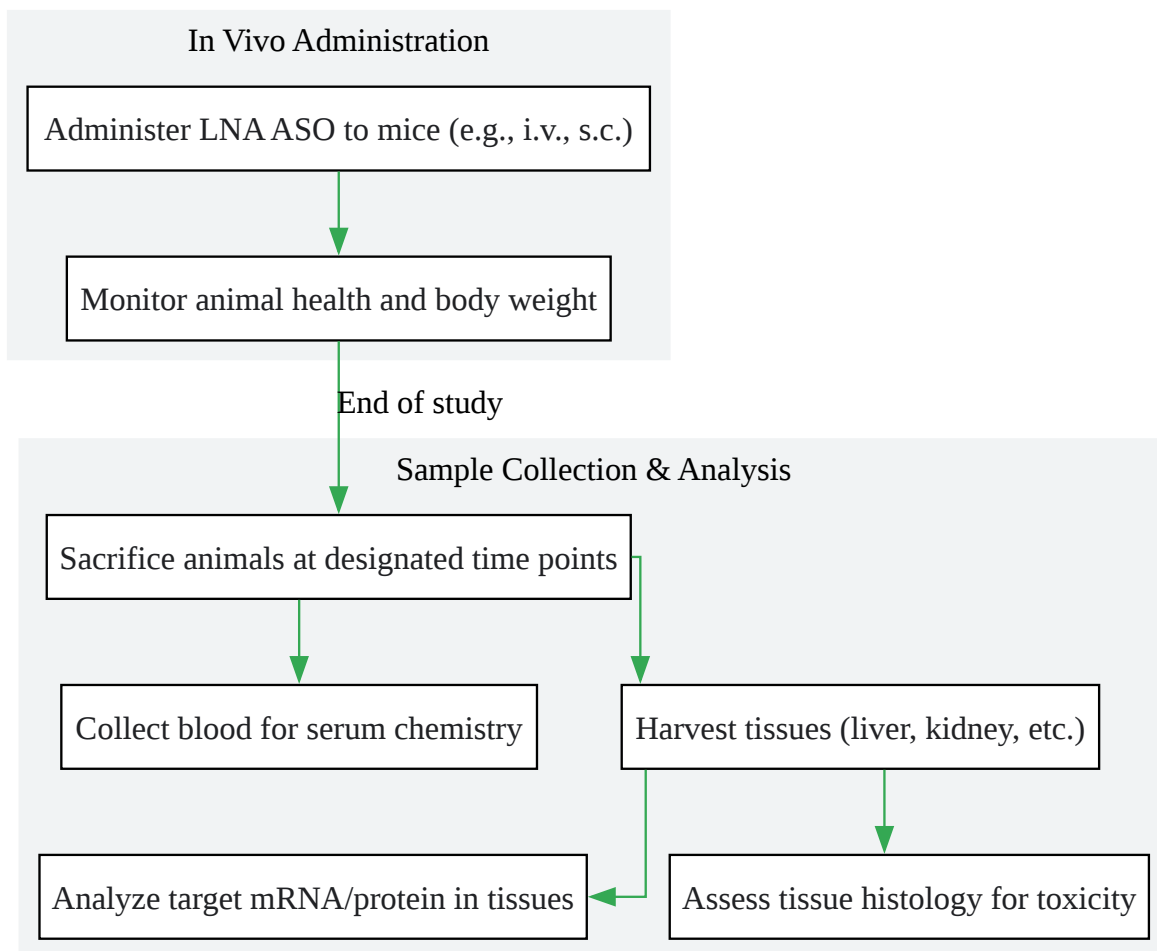 In Vivo Administration
Administer LNA ASO to mice (e.g., i.v., s.c.)
Monitor animal health and body weight
End of study
Sample Collection & Analysis
Sacrifice animals at designated time points
Collect blood for serum chemistry
Harvest tissues (liver, kidney, etc.)
Analyze target mRNA/protein in tissues
Assess tissue histology for toxicity